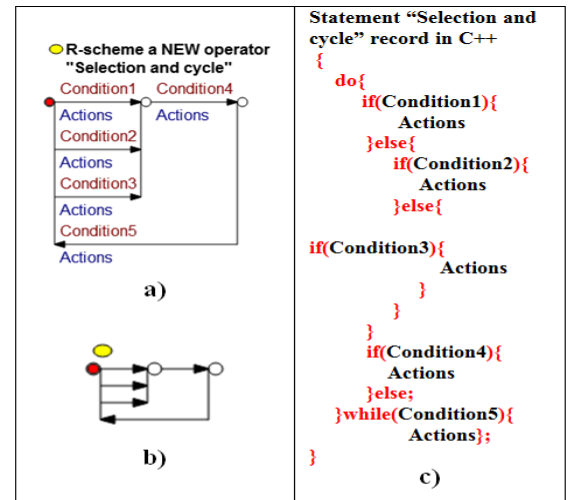 R-scheme a NEW operator
"Selection and cycle"
Condition1 Condition4
Actions Actions
Condition2
Actions
Condition3
Actions
Condition5
Actions
a)
b)
Statement “Selection and
cycle” record in C++
{
do{
if(Condition1){
Actions
}else{
if(Condition2){
Actions
}else{
if(Condition3){
Actions
}
}
}
if(Condition4){
Actions
}else;
}while(Condition5){
Actions};
}
c)